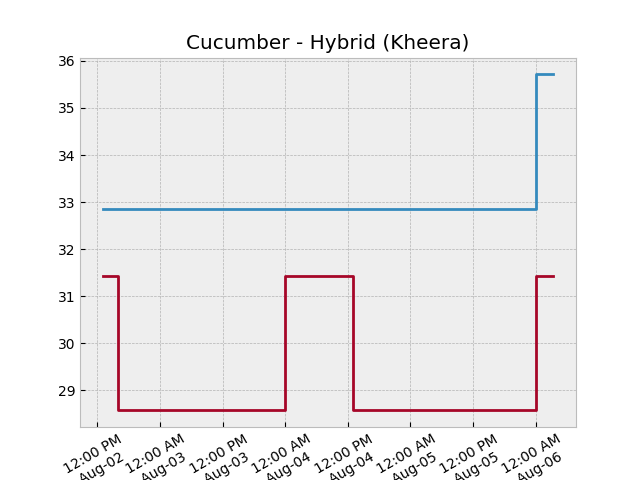 Cucumber - Hybrid (Kheera)
36
35
34
33
32
31
30
29
12:00 PM
Aug-02
12:00 AM
Aug-03
12:00 PM
Aug-03
12:00 AM
Aug-04
12:00 PM
Aug-04
12:00 AM
Aug-05
12:00 PM
Aug-05
12:00 AM
Aug-06